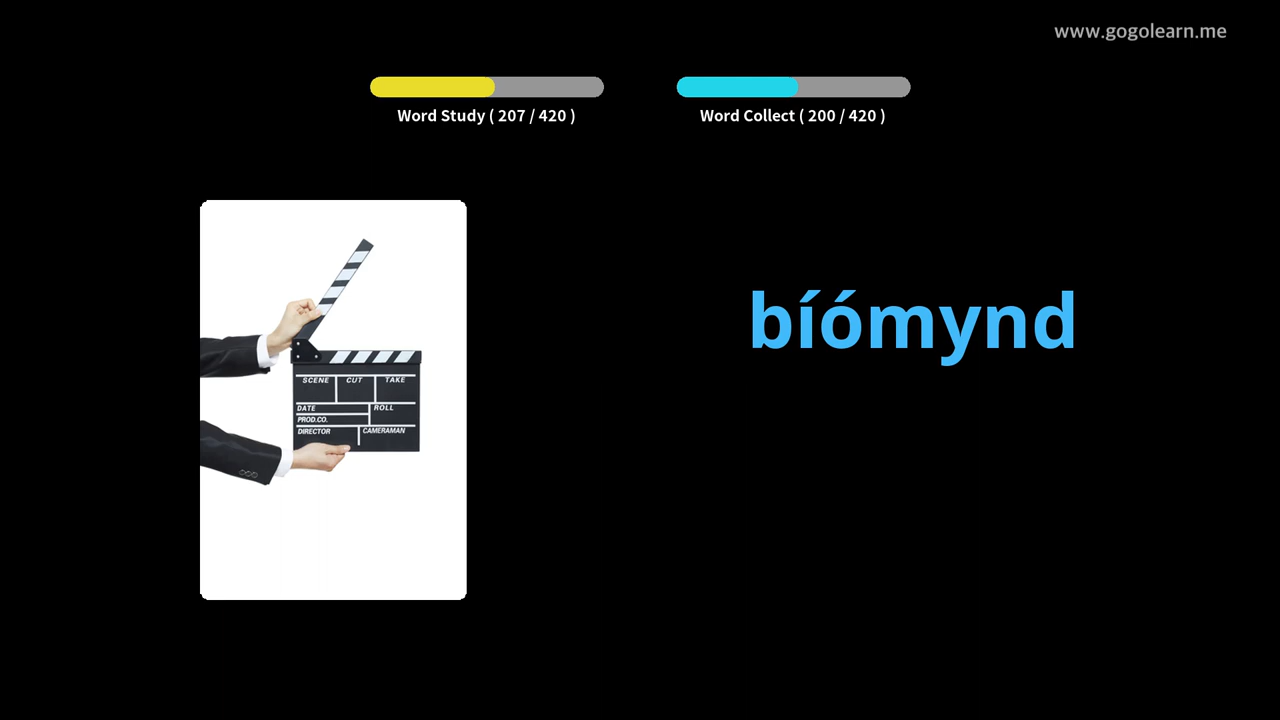 www.gogolearn.me
Word Study ( 207 / 420 )
Word Collect ( 200 / 420 )
bíómynd
SCENE CUT TAKE
DATE ROLL
PROD.CO.
DIRECTOR CAMERAMAN